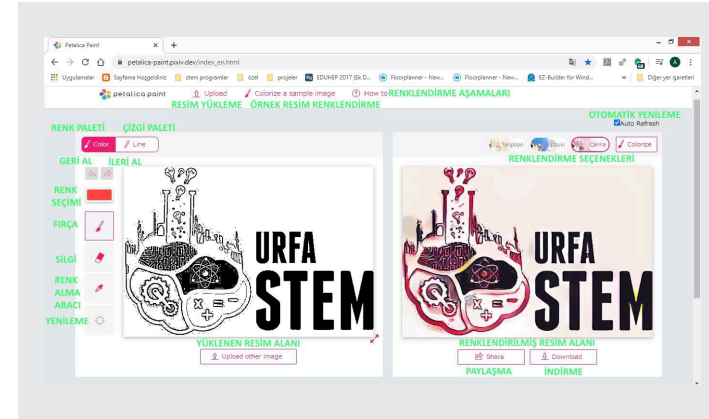 Petalica Paint
petalica-paint.pixiv.dev/index_en.html
Uygulamalar Sayfama Hoşgeldiniz stem programlar özel projeler EDUHEP 2017 (Ek D... Floorplanner - New... Floorplanner - New... EZ-Builder for Wind... » Diğer yer işaretleri
petalica paint Upload Colorize a sample image How to RENKLENDİRME AŞAMALARI
RESİM YÜKLEME ÖRNEK RESİM RENKLENDİRME
OTOMATİK YENİLEME
Auto Refresh
RENK PALETİ ÇİZGİ PALETİ
Color Line
Tanpopo Satsuki Canna Colorize
GERİ AL İLERİ AL
RENKLENDİRME SEÇENEKLERİ
RENK
SEÇİMİ
FIRÇA
SİLGİ
RENK
ALMA
ARACI
YENİLEME
URFA
STEM
URFA
STEM
YÜKLENEN RESİM ALANI
Upload other image
RENKLENDİRİLMİŞ RESİM ALANI
Share Download
PAYLAŞMA İNDİRME